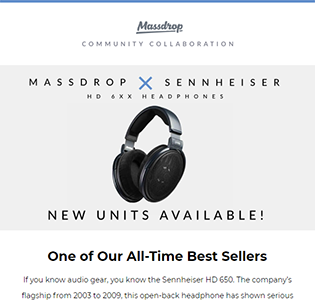 Massdrop
COMMUNITY COLLABORATION
MASSDROP X SENNHEISER
HD 6XX HEADPHONES
NEW UNITS AVAILABLE!
One of Our All-Time Best Sellers
If you know audio gear, you know the Sennheiser HD 650. The company's
flagship from 2003 to 2009, this open-back headphone has shown serious